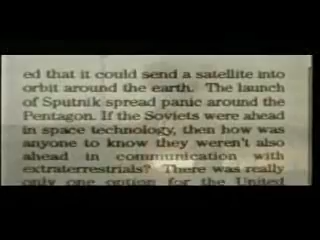 ed that it could send a satellite into
orbit around the earth. The launch
of Sputnik spread panic around the
Pentagon. If the Soviets were ahead
in space technology, then how was
anyone to know they weren't also
ahead in communication with
extraterrestrials? There was really
only one option for the United